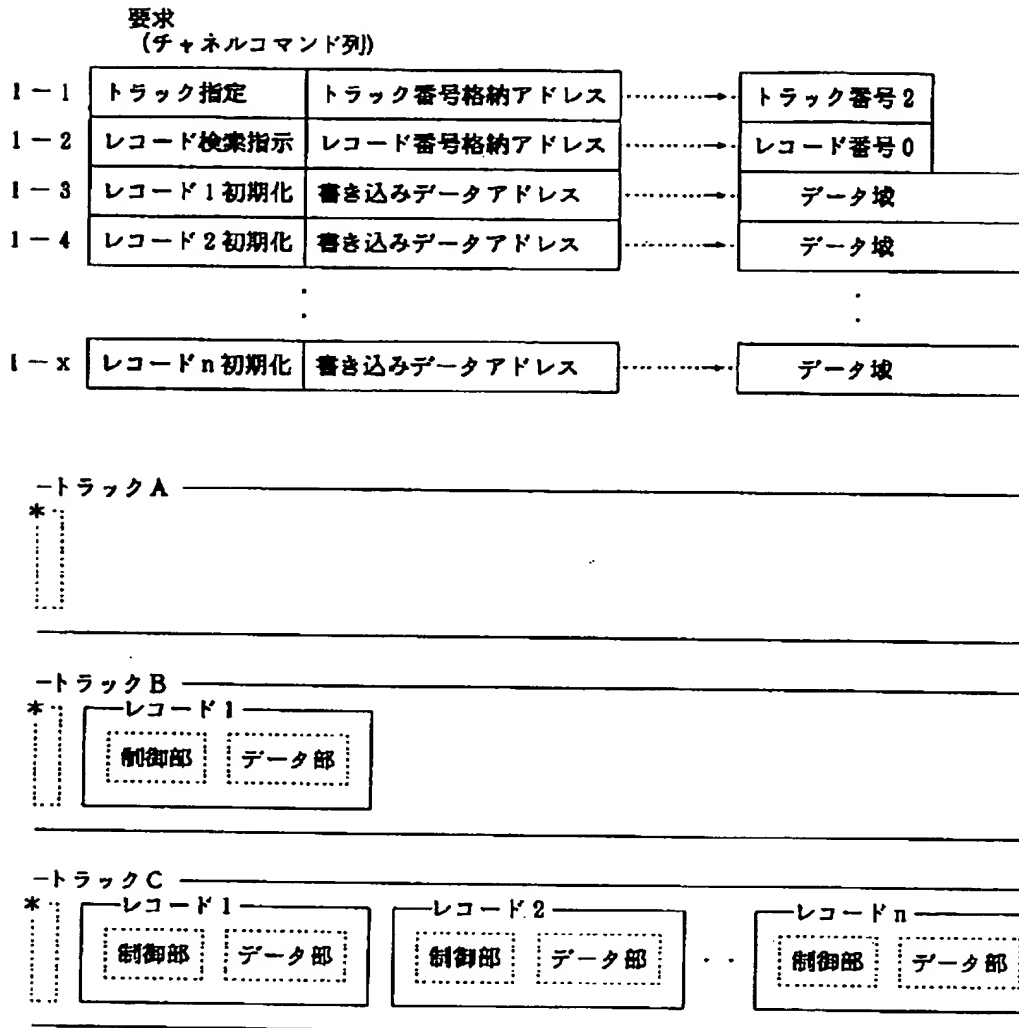 要求
(チャネルコマンド列)
1-1 トラック指定 トラック番号格納アドレス トラック番号2
1-2 レコード検索指示 レコード番号格納アドレス レコード番号0
1-3 レコード1初期化 書き込みデータアドレス データ域
1-4 レコード2初期化 書き込みデータアドレス データ域
1-x レコードn初期化 書き込みデータアドレス データ域
トラックA
*
トラックB
* レコード1
制御部 データ部
トラックC
* レコード1 レコード2 レコードn
制御部 データ部 制御部 データ部 ・・ 制御部 データ部